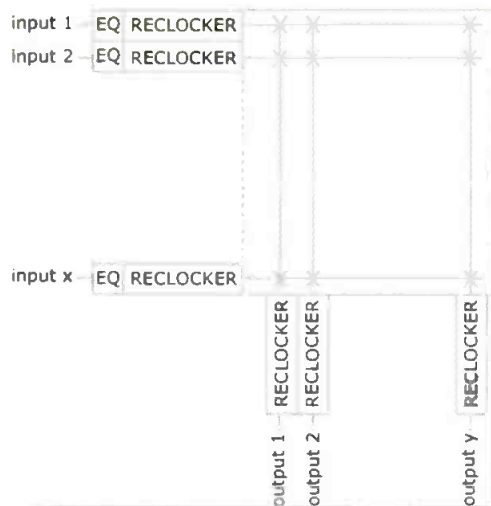 input 1 EQ RECLOCKER
input 2 EQ RECLOCKER
input x EQ RECLOCKER
RECLOCKER
RECLOCKER
RECLOCKER
output 1
output 2
output y